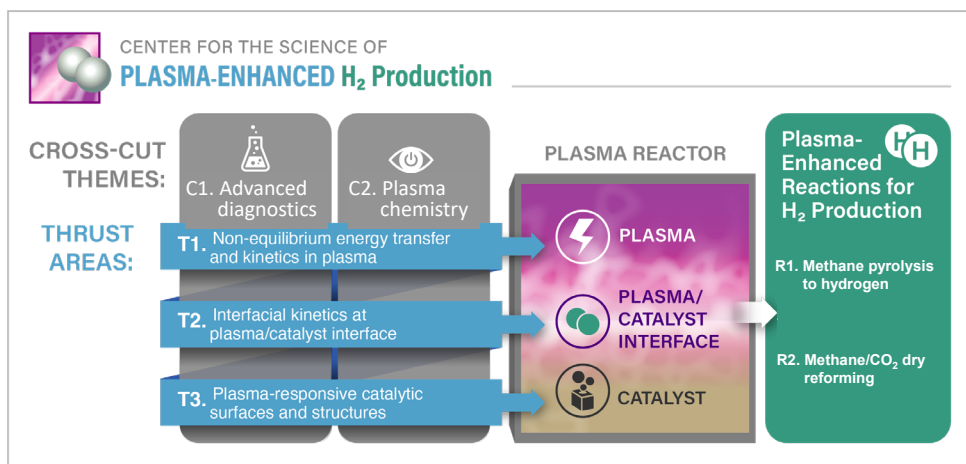 CENTER FOR THE SCIENCE OF
PLASMA-ENHANCED H₂ Production
CROSS-CUT
THEMES:
C1. Advanced
diagnostics
C2. Plasma
chemistry
THRUST
AREAS:
T1. Non-equilibrium energy transfer
and kinetics in plasma
T2. Interfacial kinetics at
plasma/catalyst interface
T3. Plasma-responsive catalytic
surfaces and structures
PLASMA REACTOR
PLASMA
PLASMA/
CATALYST
INTERFACE
CATALYST
H
H
Plasma-
Enhanced
Reactions for
H₂ Production
R1. Methane pyrolysis
to hydrogen
R2. Methane/CO₂ dry
reforming